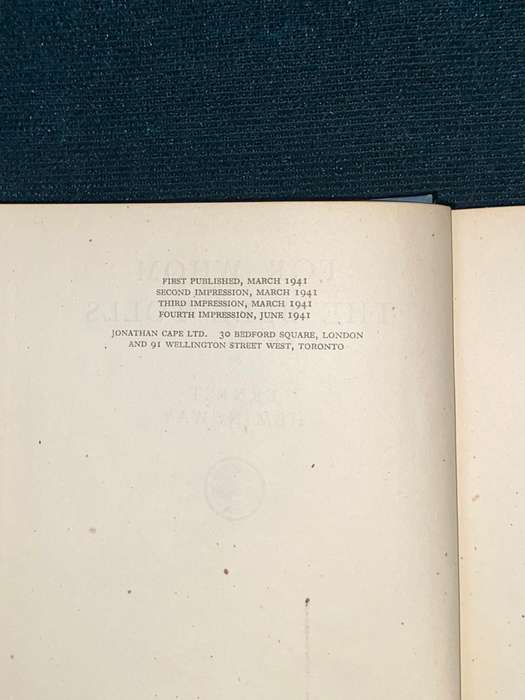 FIRST PUBLISHED, MARCH 1941
SECOND IMPRESSION, MARCH 1941
THIRD IMPRESSION, MARCH 1941
FOURTH IMPRESSION, JUNE 1941
JONATHAN CAPE LTD. 30 BEDFORD SQUARE, LONDON
AND 91 WELLINGTON STREET WEST, TORONTO